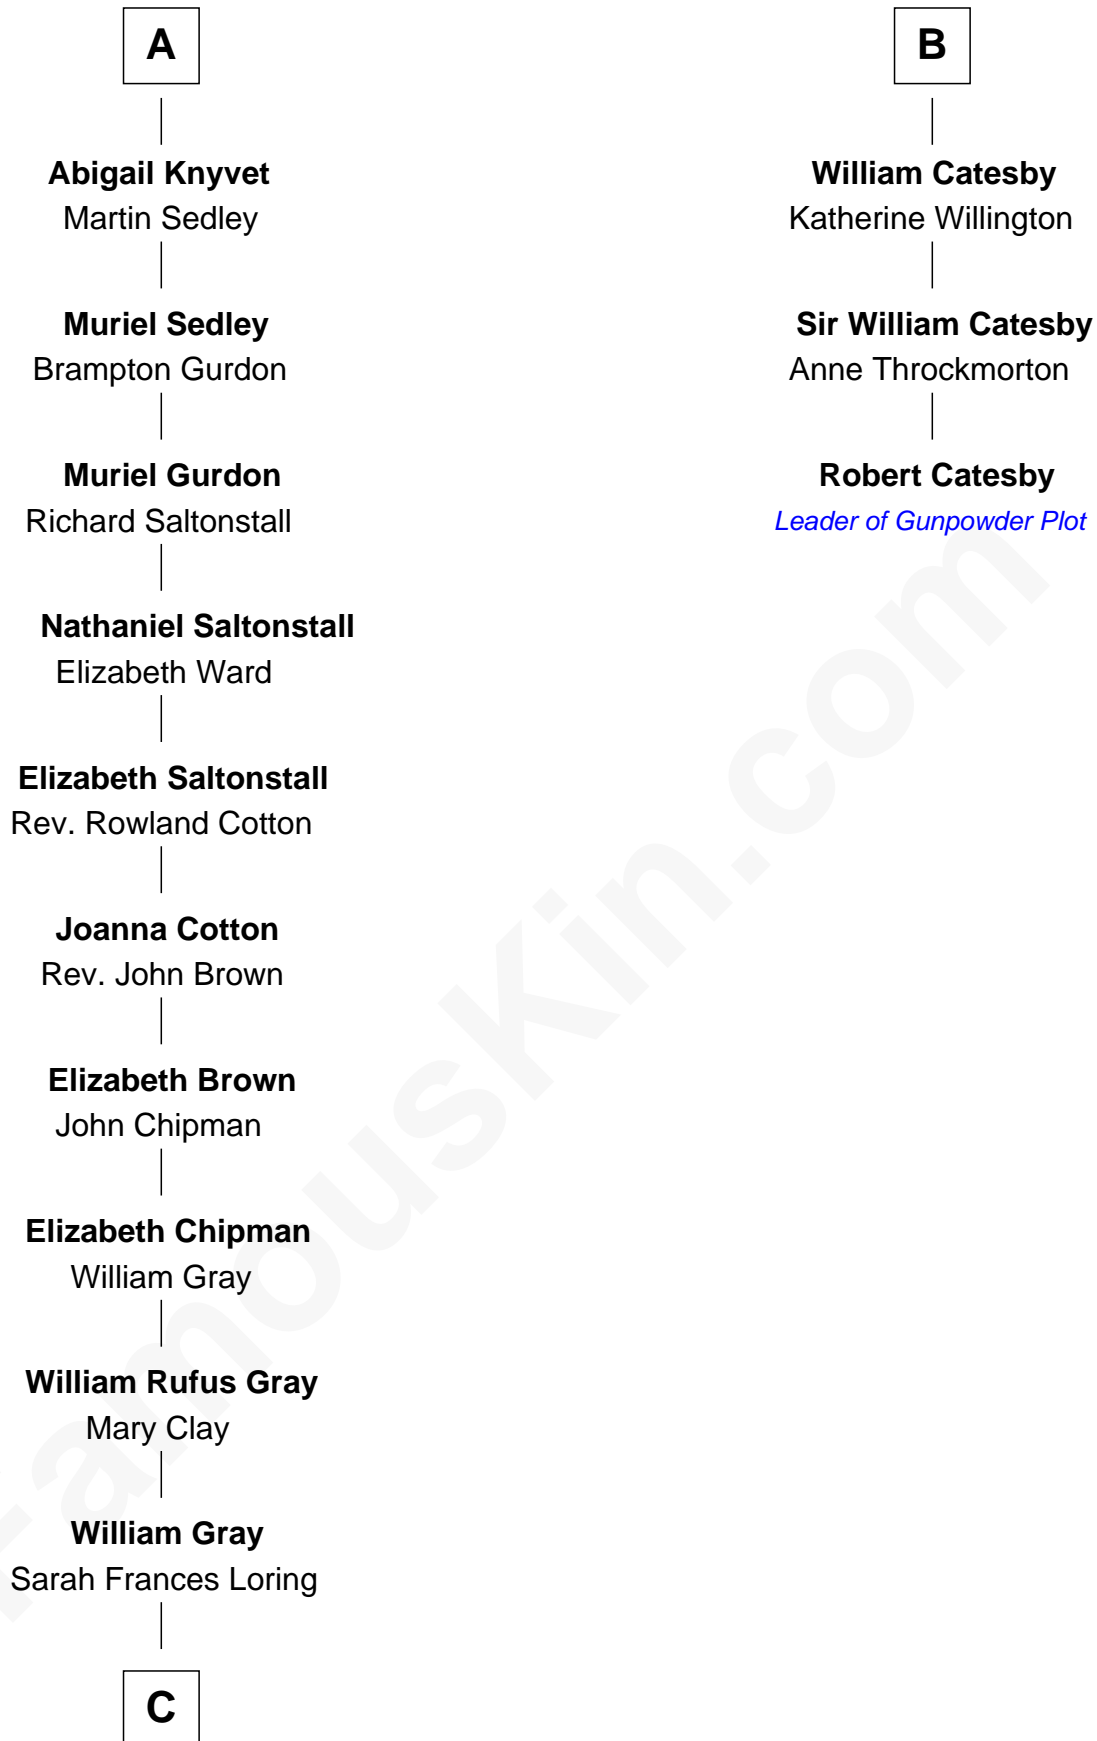 A
Abigail Knyvet
Martin Sedley
Muriel Sedley
Brampton Gurdon
Muriel Gurdon
Richard Saltonstall
Nathaniel Saltonstall
Elizabeth Ward
Elizabeth Saltonstall
Rev. Rowland Cotton
Joanna Cotton
Rev. John Brown
Elizabeth Brown
John Chipman
Elizabeth Chipman
William Gray
William Rufus Gray
Mary Clay
William Gray
Sarah Frances Loring
C
B
William Catesby
Katherine Willington
Sir William Catesby
Anne Throckmorton
Robert Catesby
Leader of Gunpowder Plot
FamousKin.com